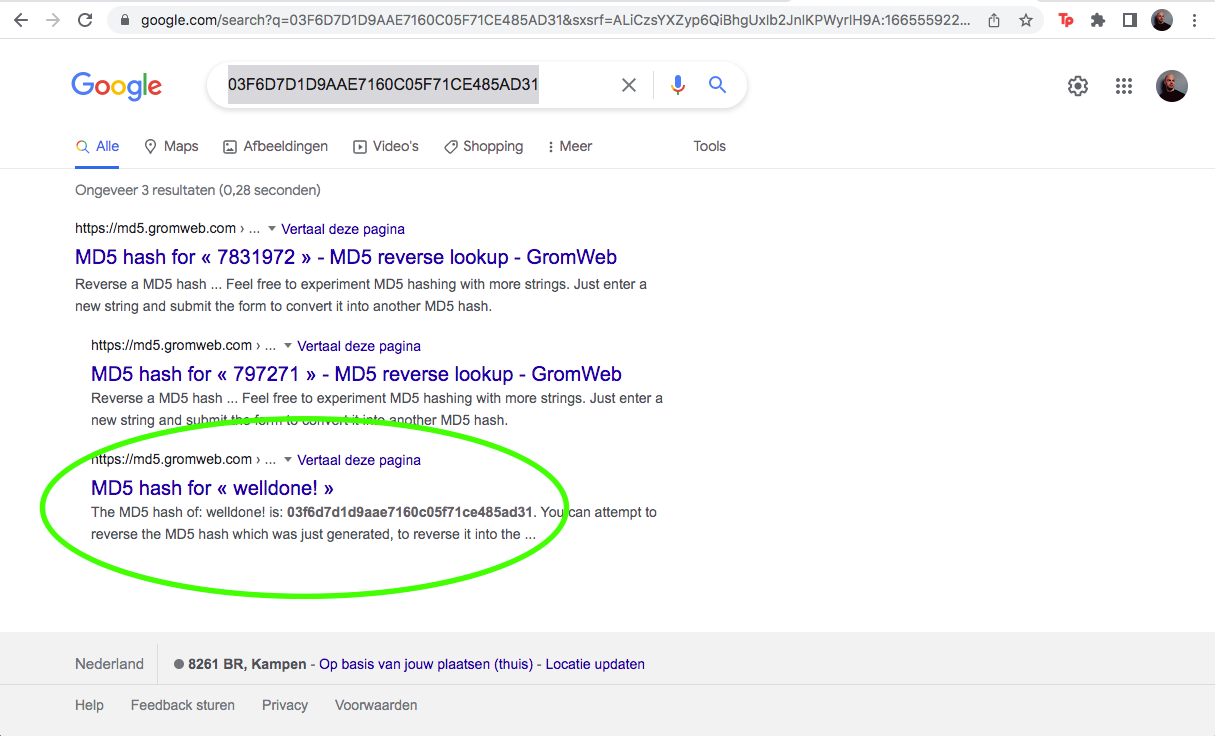 google.com/search?q=03F6D7D1D9AAE7160C05F71CE485AD31&sxsrf=ALiCzsYXZyp6QiBhgUxlb2JnlKPWyrlH9A:166555922...
Tp
Google
03F6D7D1D9AAE7160C05F71CE485AD31
Alle Maps Afbeeldingen Video's Shopping Meer Tools
Ongeveer 3 resultaten (0,28 seconden)
https://md5.gromweb.com › ... Vertaal deze pagina
MD5 hash for « 7831972 » - MD5 reverse lookup - GromWeb
Reverse a MD5 hash ... Feel free to experiment MD5 hashing with more strings. Just enter a
new string and submit the form to convert it into another MD5 hash.
https://md5.gromweb.com › ... Vertaal deze pagina
MD5 hash for « 797271 » - MD5 reverse lookup - GromWeb
Reverse a MD5 hash ... Feel free to experiment MD5 hashing with more strings. Just enter a
new string and submit the form to convert it into another MD5 hash.
https://md5.gromweb.com › ... Vertaal deze pagina
MD5 hash for « welldone! »
The MD5 hash of: welldone! is: 03f6d7d1d9aae7160c05f71ce485ad31. You can attempt to
reverse the MD5 hash which was just generated, to reverse it into the ...
Nederland 8261 BR, Kampen - Op basis van jouw plaatsen (thuis) - Locatie updaten
Help Feedback sturen Privacy Voorwaarden